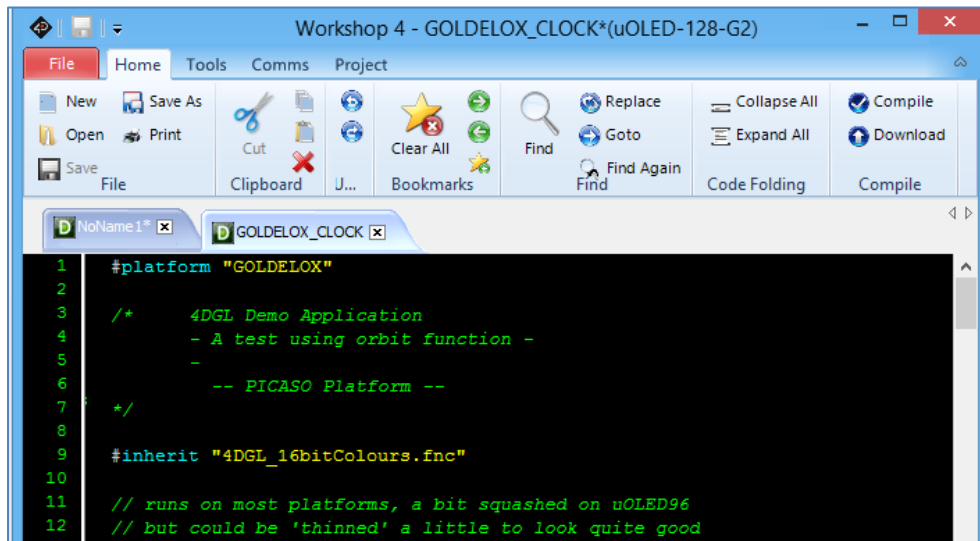 Workshop 4 - GOLDELOX_CLOCK*(uOLED-128-G2)
File Home Tools Comms Project
New Save As Cut Clear All Find Replace Collapse All Compile
Open Print Goto Expand All Download
Save Find Again
File Clipboard U... Bookmarks Find Code Folding Compile
NoName1* GOLDELOX_CLOCK
1 #platform "GOLDELOX"
2
3 /* 4DGL Demo Application
4 - A test using orbit function -
5 -
6 -- PICASO Platform --
7 */
8
9 #inherit "4DGL_16bitColours.fnc"
10
11 // runs on most platforms, a bit squashed on uOLED96
12 // but could be 'thinned' a little to look quite good